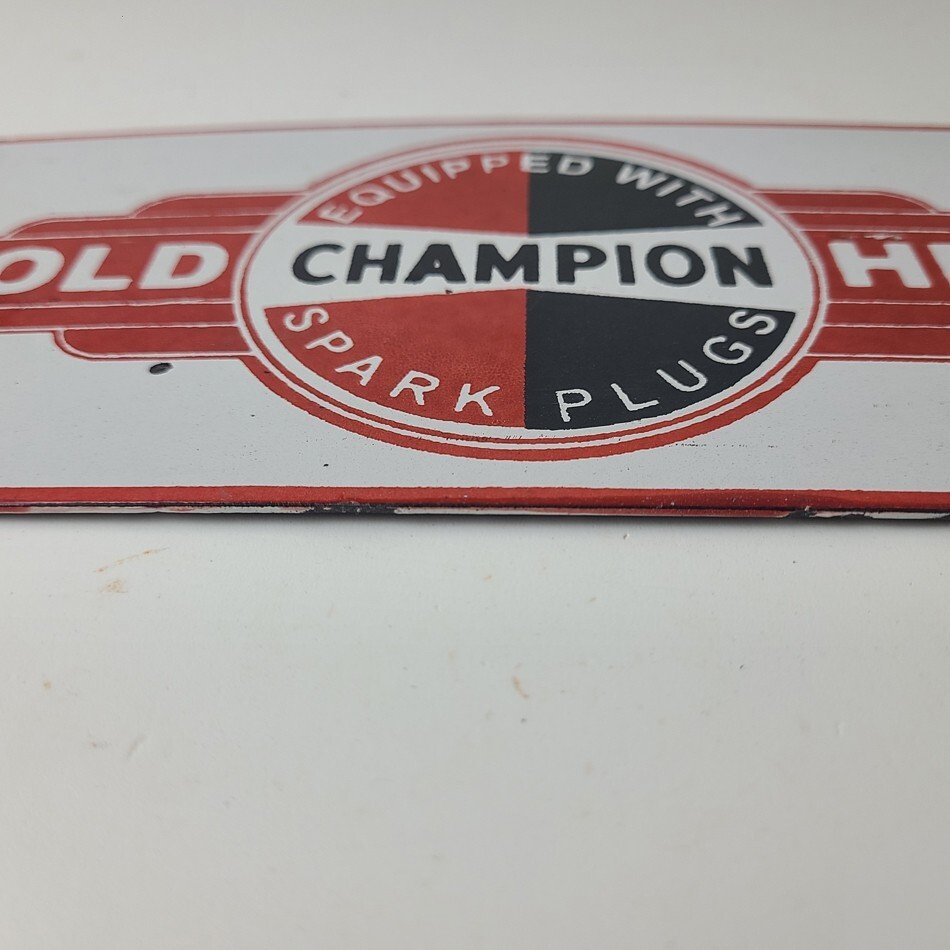 EQUIPPED WITH
OLD CHAMPION
SPARK PLUGS